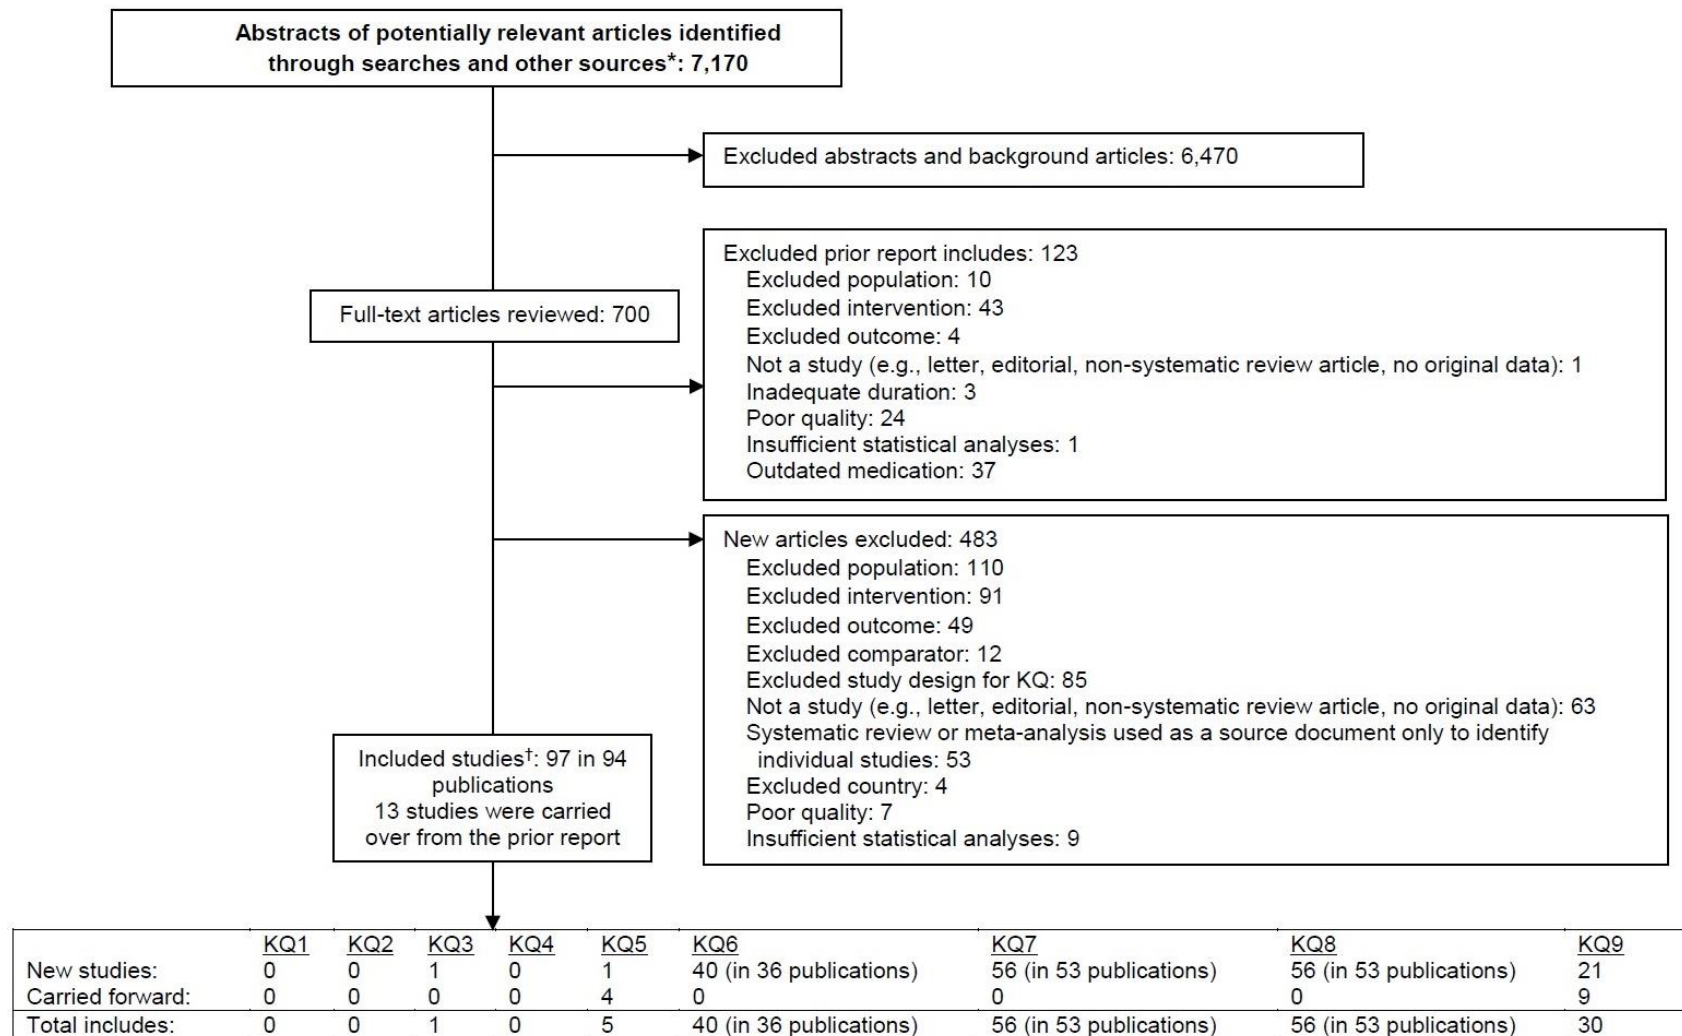 Abstracts of potentially relevant articles identified
through searches and other sources*: 7,170
Excluded abstracts and background articles: 6,470
Full-text articles reviewed: 700
Excluded prior report includes: 123
Excluded population: 10
Excluded intervention: 43
Excluded outcome: 4
Not a study (e.g., letter, editorial, non-systematic review article, no original data): 1
Inadequate duration: 3
Poor quality: 24
Insufficient statistical analyses: 1
Outdated medication: 37
New articles excluded: 483
Excluded population: 110
Excluded intervention: 91
Excluded outcome: 49
Excluded comparator: 12
Excluded study design for KQ: 85
Not a study (e.g., letter, editorial, non-systematic review article, no original data): 63
Systematic review or meta-analysis used as a source document only to identify
individual studies: 53
Excluded country: 4
Poor quality: 7
Insufficient statistical analyses: 9
Included studies†: 97 in 94
publications
13 studies were carried
over from the prior report
KQ1 KQ2 KQ3 KQ4 KQ5 KQ6 KQ7 KQ8 KQ9
New studies: 0 0 1 0 1 40 (in 36 publications) 56 (in 53 publications) 56 (in 53 publications) 21
Carried forward: 0 0 0 0 4 0 0 0 9
Total includes: 0 0 1 0 5 40 (in 36 publications) 56 (in 53 publications) 56 (in 53 publications) 30